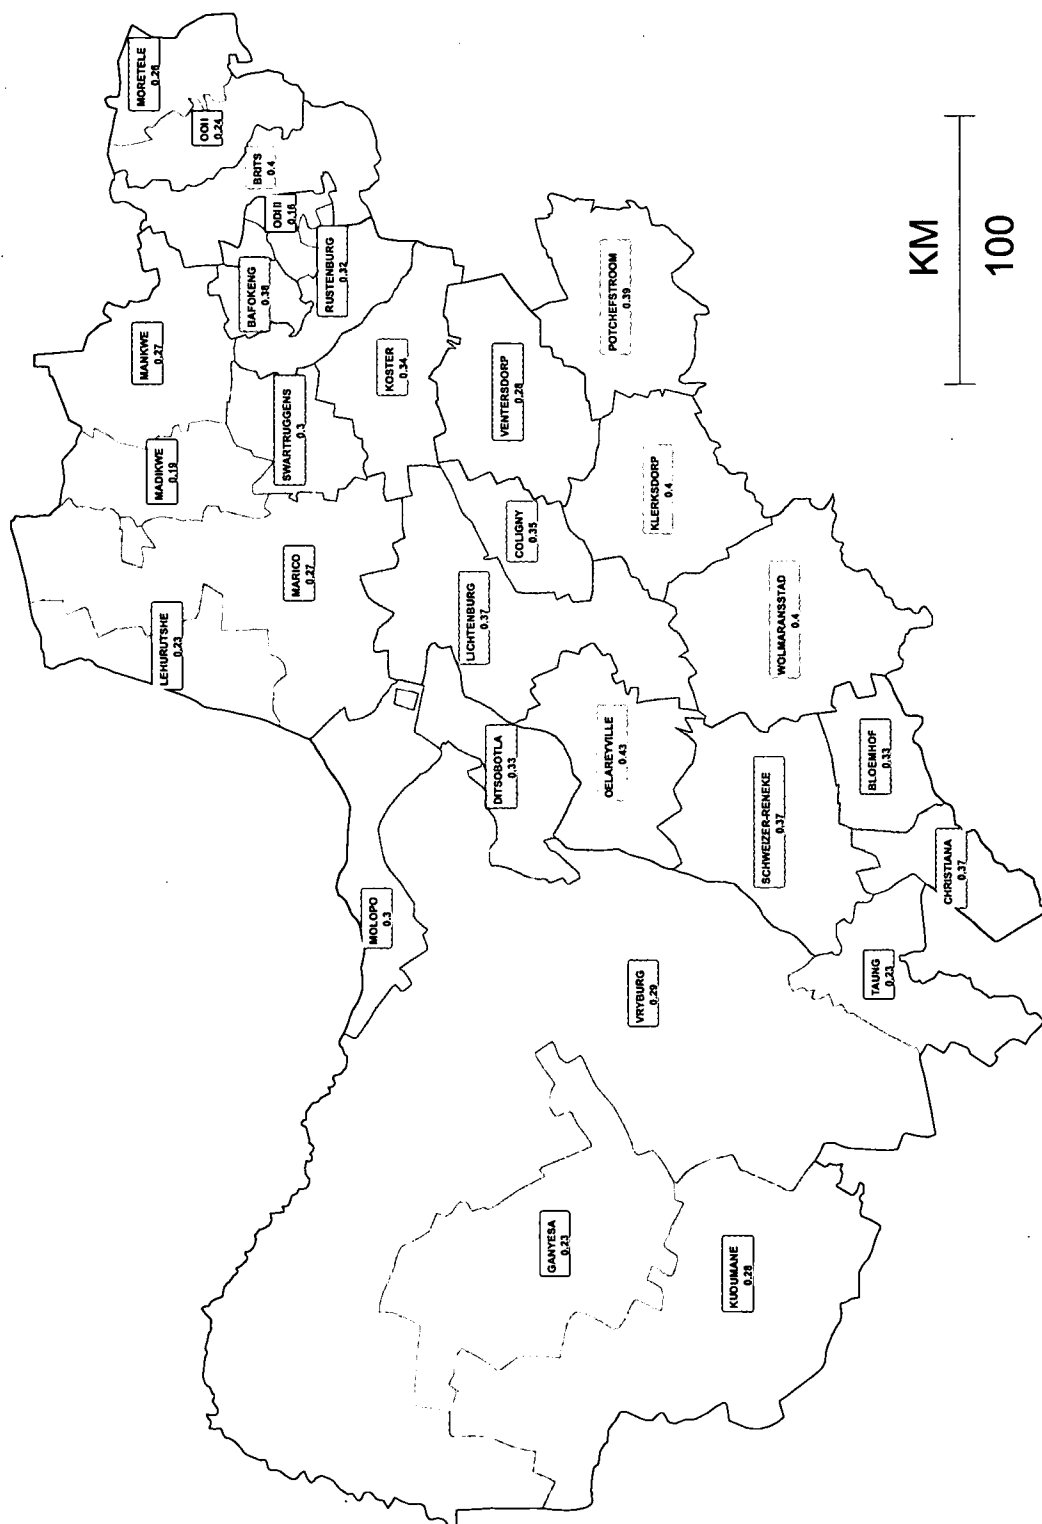 MORETELE
0.26
ODI I
0.24
BRITS
0.4
ODI II
0.16
BAFOKENG
0.38
RUSTENBURG
0.32
MANKWE
0.27
MADIKWE
0.19
SWARTRUGGENS
0.3
KOSTER
0.34
VENTERSDORP
0.28
POTCHEFSTROOM
0.39
KLERKSDORP
0.4
COLIGNY
0.35
MARICO
0.27
LEHURUTSHE
0.23
LICHTENBURG
0.37
WOLMARANSSTAD
0.4
DITSOBOTLA
0.33
OELAREYVILLE
0.43
SCHWEIZER-RENEKE
0.37
BLOEMHOF
0.33
CHRISTIANA
0.37
MOLOPO
0.3
VRYBURG
0.29
TAUNG
0.23
GANYESA
0.23
KUDUMANE
0.28
KM
100